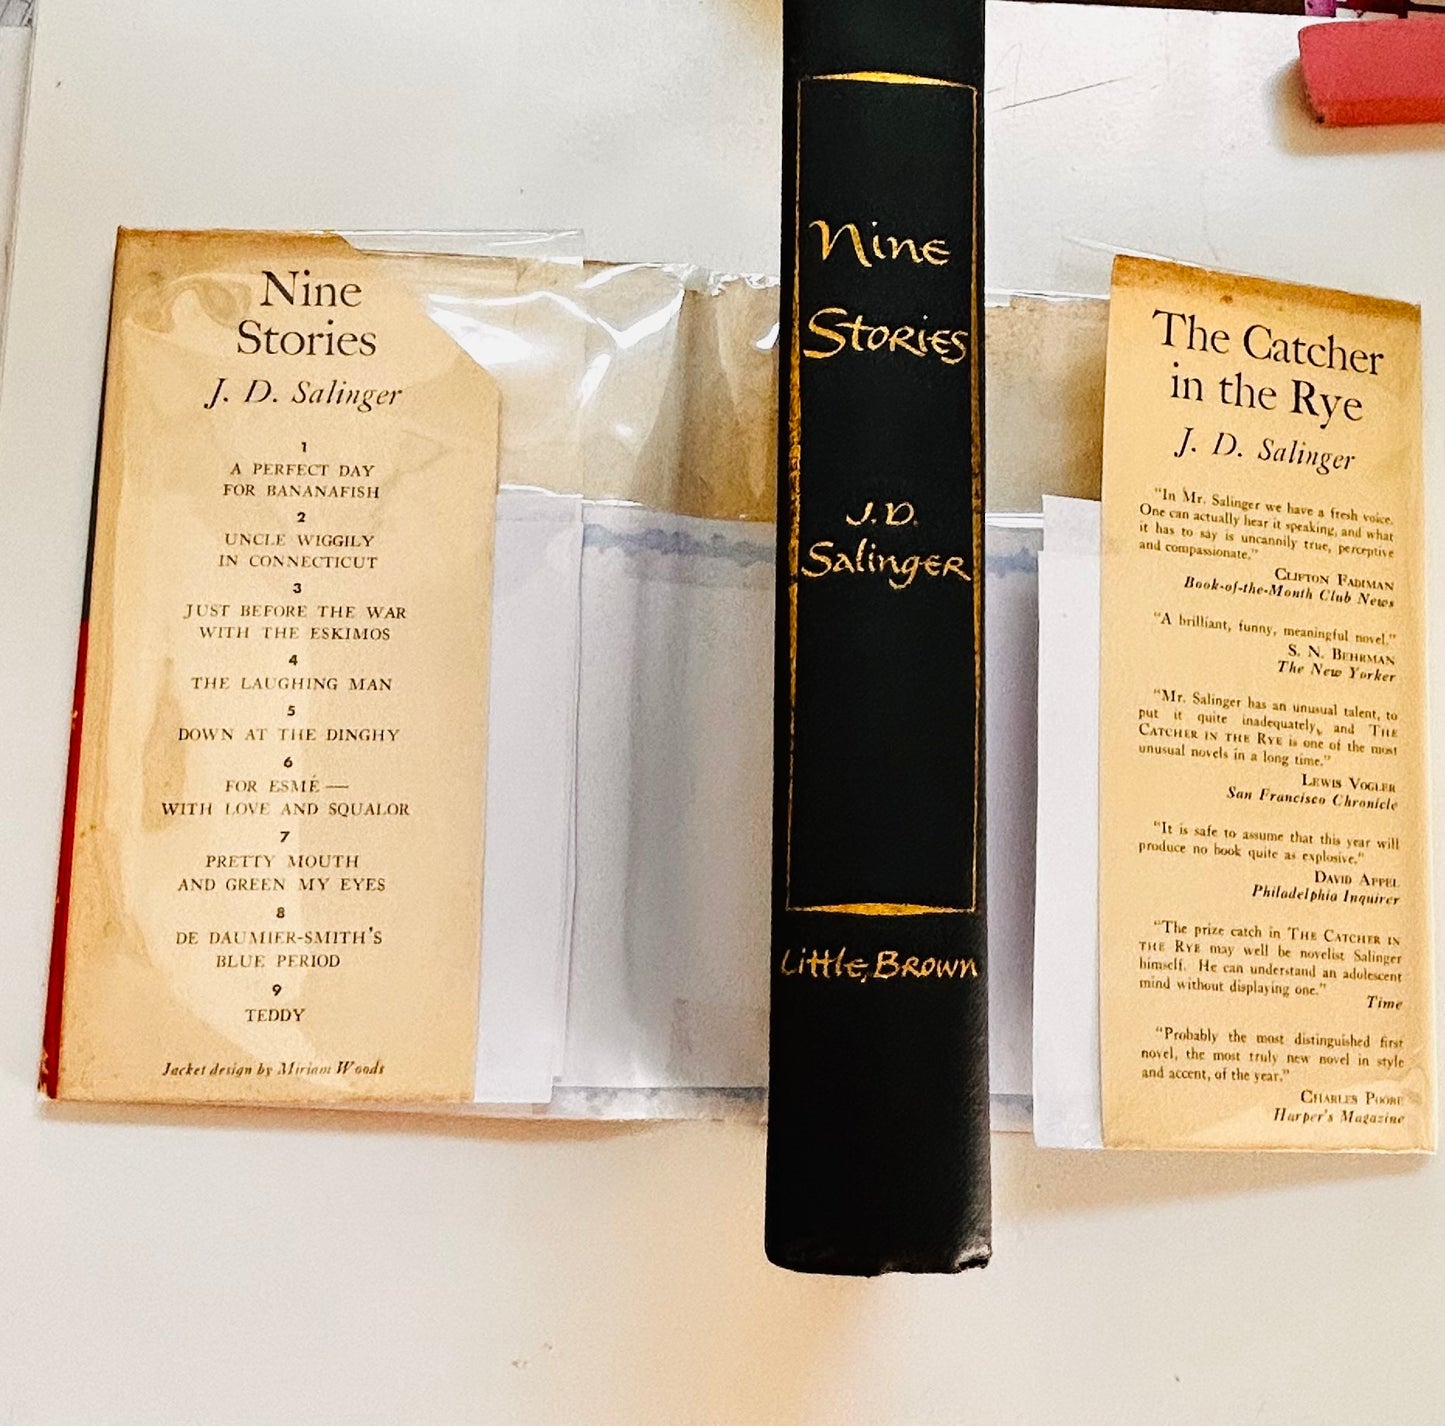 Nine
Stories
J. D. Salinger
1
A PERFECT DAY
FOR BANANAFISH
2
UNCLE WIGGILY
IN CONNECTICUT
3
JUST BEFORE THE WAR
WITH THE ESKIMOS
4
THE LAUGHING MAN
5
DOWN AT THE DINGHY
6
FOR ESMÉ—
WITH LOVE AND SQUALOR
7
PRETTY MOUTH
AND GREEN MY EYES
8
DE DAUMIER-SMITH'S
BLUE PERIOD
9
TEDDY
Jacket design by Miriam Woods
Nine
Stories
J.D.
Salinger
Little, Brown
The Catcher
in the Rye
J. D. Salinger
"In Mr. Salinger we have a fresh voice.
One can actually hear it speaking, and what
it has to say is uncannily true, perceptive
and compassionate."
CLIFTON FADIMAN
Book-of-the-Month Club News
"A brilliant, funny, meaningful novel."
S. N. BEHRMAN
The New Yorker
"Mr. Salinger has an unusual talent, to
put it quite inadequately, and THE
CATCHER IN THE RYE is one of the most
unusual novels in a long time."
LEWIS VOGLER
San Francisco Chronicle
"It is safe to assume that this year will
produce no book quite as explosive."
DAVID APPEL
Philadelphia Inquirer
"The prize catch in THE CATCHER IN
THE RYE may well be novelist Salinger
himself. He can understand an adolescent
mind without displaying one."
Time
"Probably the most distinguished first
novel, the most truly new novel in style
and accent, of the year."
CHARLES POORE
Harper's Magazine